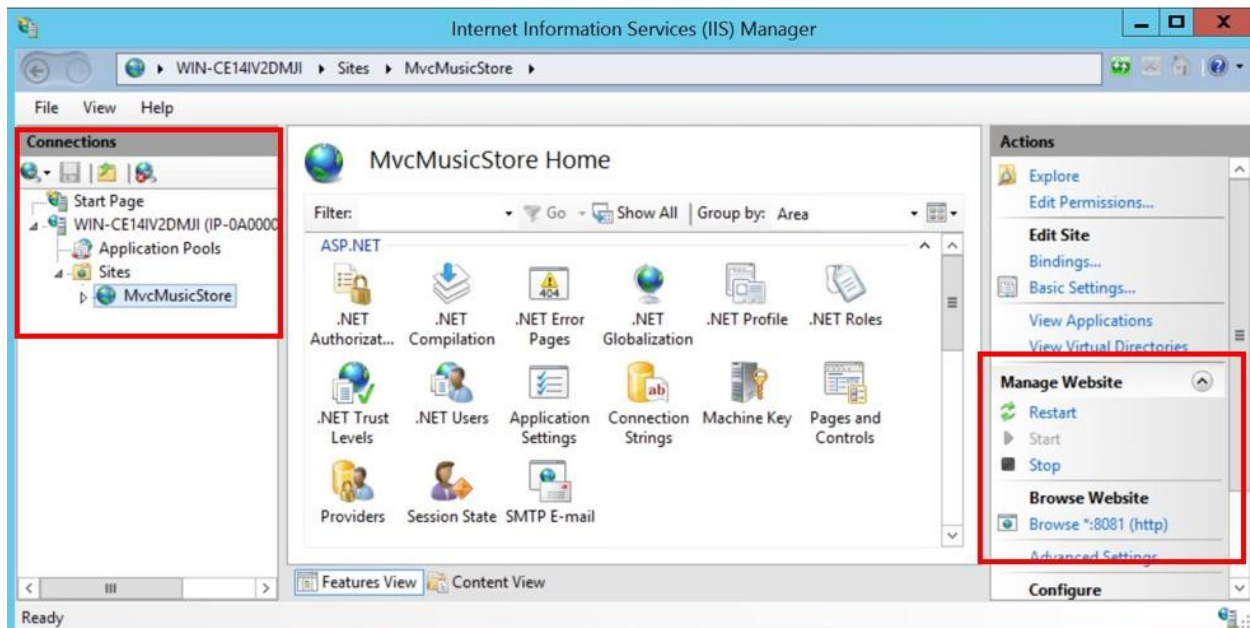 Internet Information Services (IIS) Manager
WIN-CE14IV2DMJI ▸ Sites ▸ MvcMusicStore ▸
File View Help
Connections
Start Page
WIN-CE14IV2DMJI (IP-0A0000
Application Pools
Sites
MvcMusicStore
MvcMusicStore Home
Filter: Go Show All Group by: Area
ASP.NET
.NET Authorizat...
.NET Compilation
404
.NET Error Pages
.NET Globalization
.NET Profile
.NET Roles
.NET Trust Levels
.NET Users
Application Settings
ab
Connection Strings
Machine Key
Pages and Controls
Providers
Session State
SMTP E-mail
Features View Content View
Actions
Explore
Edit Permissions...
Edit Site
Bindings...
Basic Settings...
View Applications
View Virtual Directories
Manage Website
Restart
Start
Stop
Browse Website
Browse *:8081 (http)
Advanced Settings
Configure
Ready